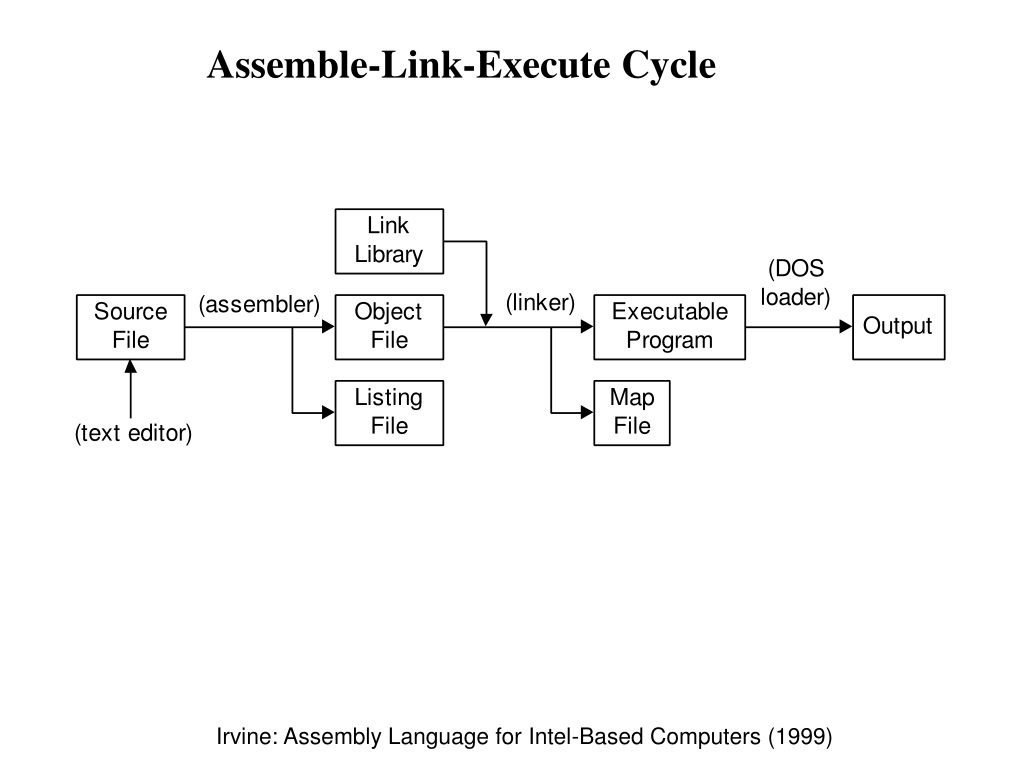 Assemble-Link-Execute Cycle
Link
Library
(DOS
loader)
Source
File
(assembler)
Object
File
(linker)
Executable
Program
Output
Listing
File
Map
File
(text editor)
Irvine: Assembly Language for Intel-Based Computers (1999)